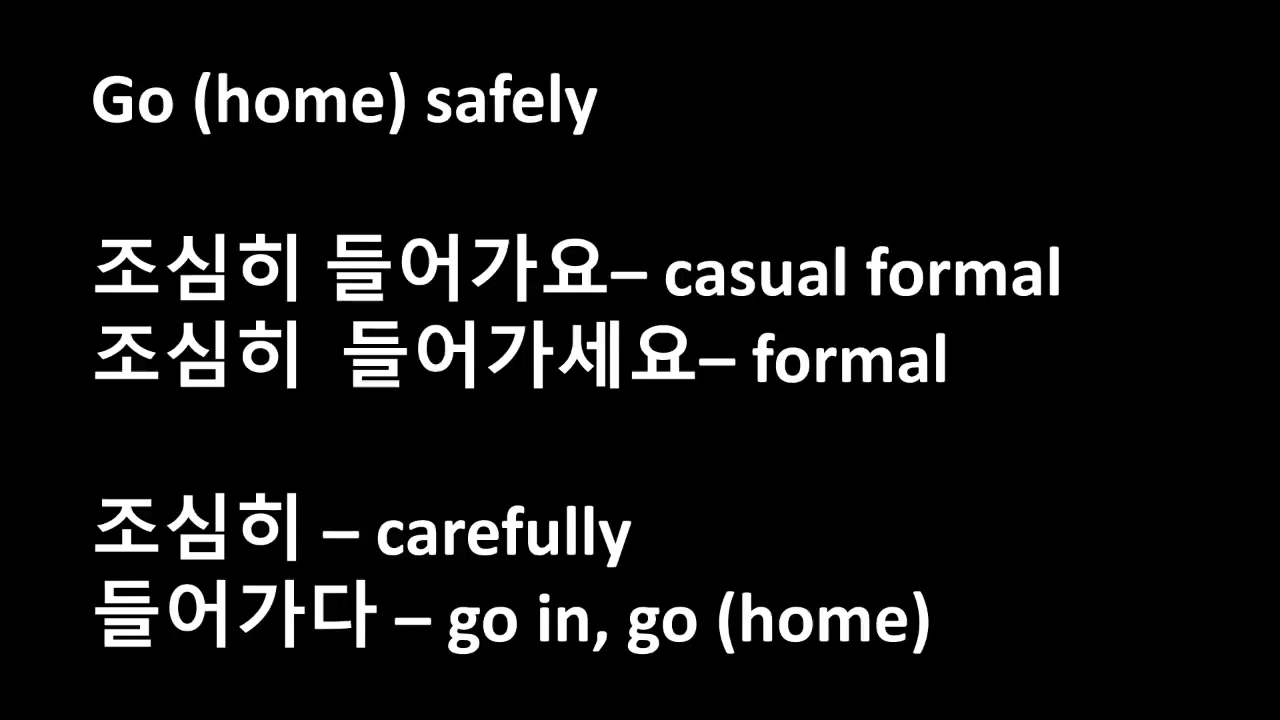 Go (home) safely
조심히 들어가요– casual formal
조심히  들어가세요– formal
조심히 – carefully
들어가다 – go in, go (home)